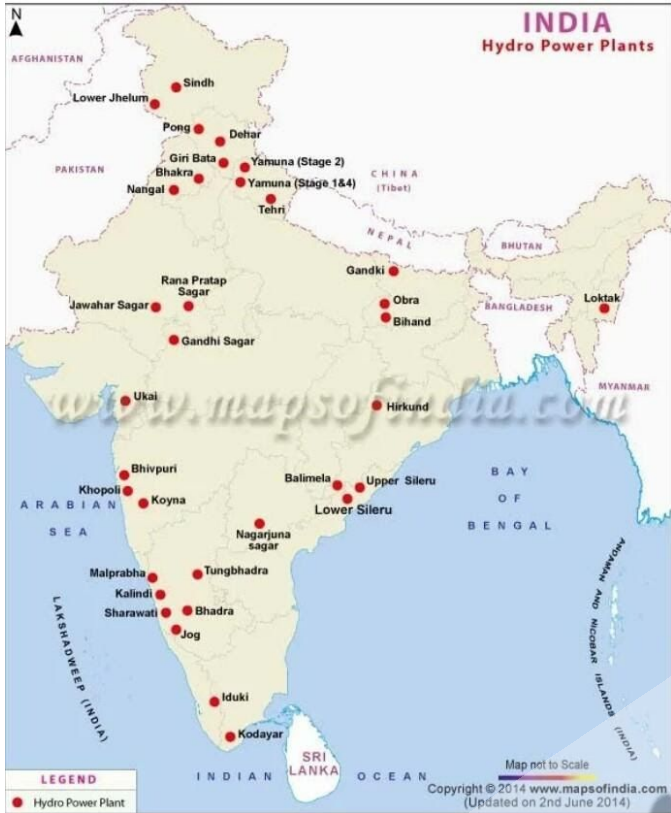 N
INDIA
Hydro Power Plants
AFGHANISTAN
Sindh
Lower Jhelum
Pong
Dehar
Giri Bata
Yamuna (Stage 2)
PAKISTAN
Bhakra
Yamuna (Stage 1&4)
CHINA
(Tibet)
Nangal
Tehri
NEPAL
BHUTAN
Gandki
Rana Pratap
Sagar
Jawahar Sagar
Obra
BANGLADESH
Loktak
Bihand
Gandhi Sagar
MYANMAR
Ukai
www.mapsofindia.com
Hirkund
Bhivpuri
Khopoli
Koyna
ARABIAN
SEA
Balimela
Upper Sileru
Lower Sileru
BAY
OF
BENGAL
Nagarjuna
sagar
Malprabha
Tungbhadra
Kalindi
Sharawati
Bhadra
Jog
LAKSHADWEEP (INDIA)
ANDAMAN AND NICOBAR ISLANDS (INDIA)
Iduki
Kodayar
SRI
LANKA
INDIAN OCEAN
LEGEND
Hydro Power Plant
Map not to Scale
Copyright © 2014 www.mapsofindia.com
(Updated on 2nd June 2014)